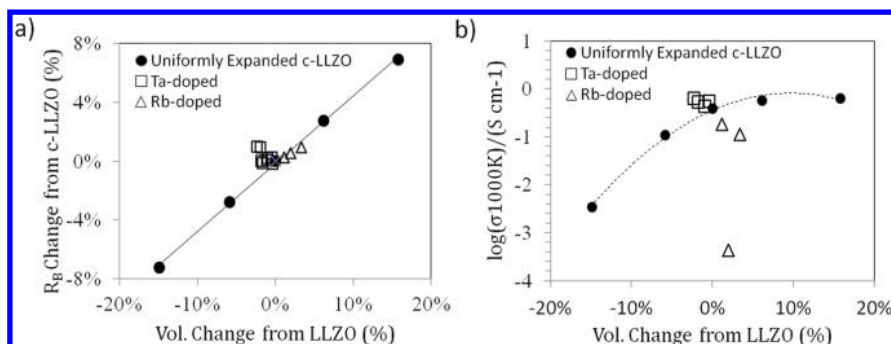 a)
R_B Change from c-LLZO (%)
8%
4%
0%
-4%
-8%
● Uniformly Expanded c-LLZO
□ Ta-doped
△ Rb-doped
-20% -10% 0% 10% 20%
Vol. Change from LLZO (%)
b)
log(σ1000K)/(S cm-1)
1
0
-1
-2
-3
-4
● Uniformly Expanded c-LLZO
□ Ta-doped
△ Rb-doped
-20% -10% 0% 10% 20%
Vol. Change from LLZO (%)